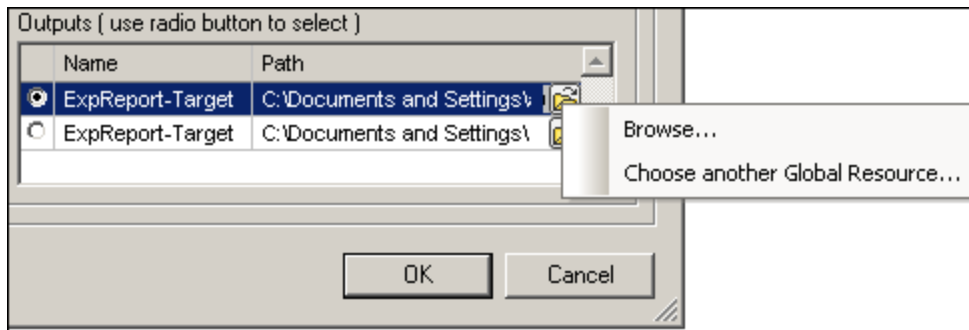 Outputs ( use radio button to select )
Name Path
ExpReport-Target C:\Documents and Settings\
ExpReport-Target C:\Documents and Settings\
Browse...
Choose another Global Resource...
OK Cancel